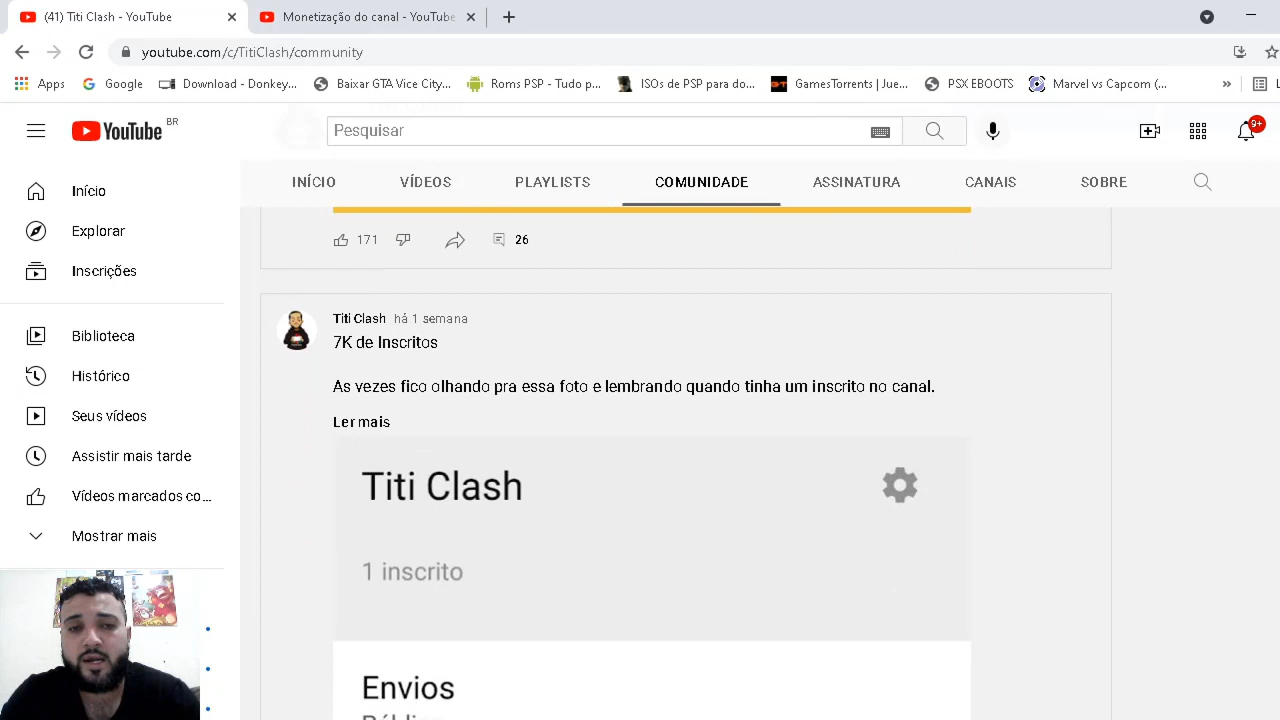 (41) Titi Clash - YouTube
Monetização do canal - YouTube
youtube.com/c/TitiClash/community
Apps
Google
Download - Donkey...
Baixar GTA Vice City...
Roms PSP - Tudo p...
ISOs de PSP para do...
GamesTorrents | Jue...
PSX EBOOTS
Marvel vs Capcom (...
»
YouTube BR
Pesquisar
9+
INÍCIO
VÍDEOS
PLAYLISTS
COMUNIDADE
ASSINATURA
CANAIS
SOBRE
Início
Explorar
Inscrições
Biblioteca
Histórico
Seus vídeos
Assistir mais tarde
Vídeos marcados co...
Mostrar mais
171
26
Titi Clash há 1 semana
7K de Inscritos
As vezes fico olhando pra essa foto e lembrando quando tinha um inscrito no canal.
Ler mais
Titi Clash
1 inscrito
Envios